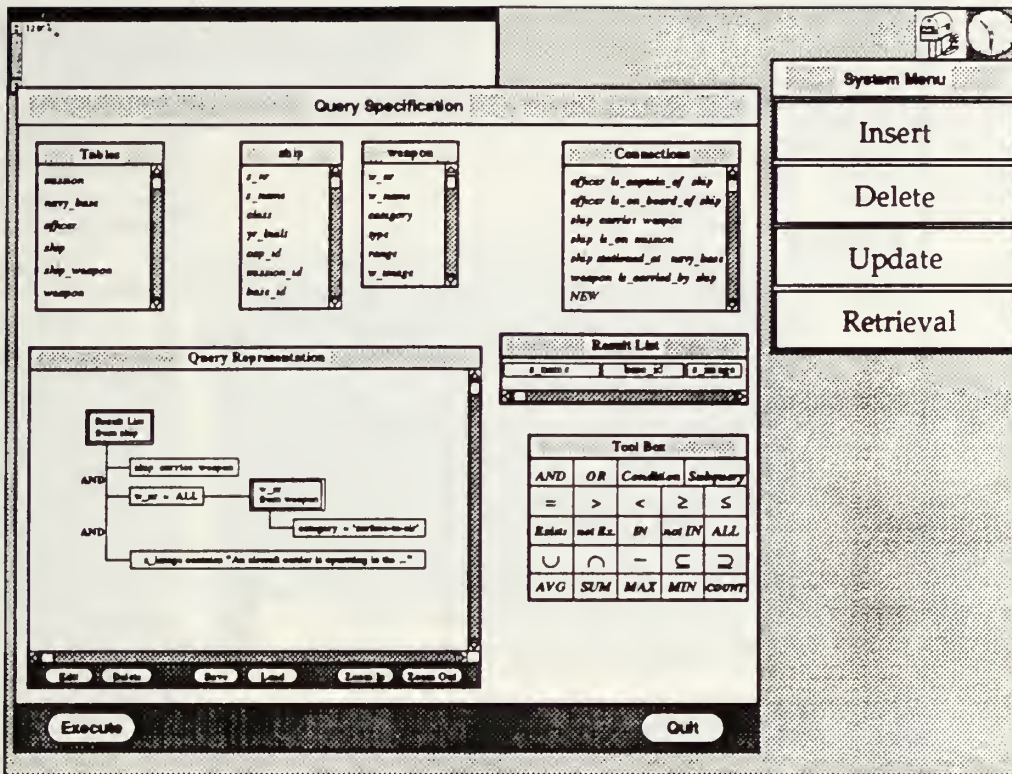 Query Specification
System Menu
Insert
Delete
Update
Retrieval
Tables
mission
navy_base
officer
ship
ship_weapon
weapon
ship
s_nr
s_name
class
yr_built
cap_id
mission_id
base_id
weapon
w_nr
w_name
category
type
range
w_image
Connections
officer is_captain_of ship
officer is_on_board_of ship
ship carries weapon
ship is_on mission
ship stationed_at navy_base
weapon is_carried_by ship
NEW
Result List
s_name base_id s_image
Query Representation
Result List
from ship
AND
ship carries weapon
w_nr = ALL
w_nr
from weapon
category = "surface-to-air"
AND
s_image contains "An aircraft carrier is operating in the ..."
Edit Delete Save Load Zoom In Zoom Out
Tool Box
AND OR Condition Subquery
= > < ≥ ≤
Exists not Ex. IN not IN ALL
∪ ∩ − ⊆ ⊇
AVG SUM MAX MIN COUNT
Execute Quit